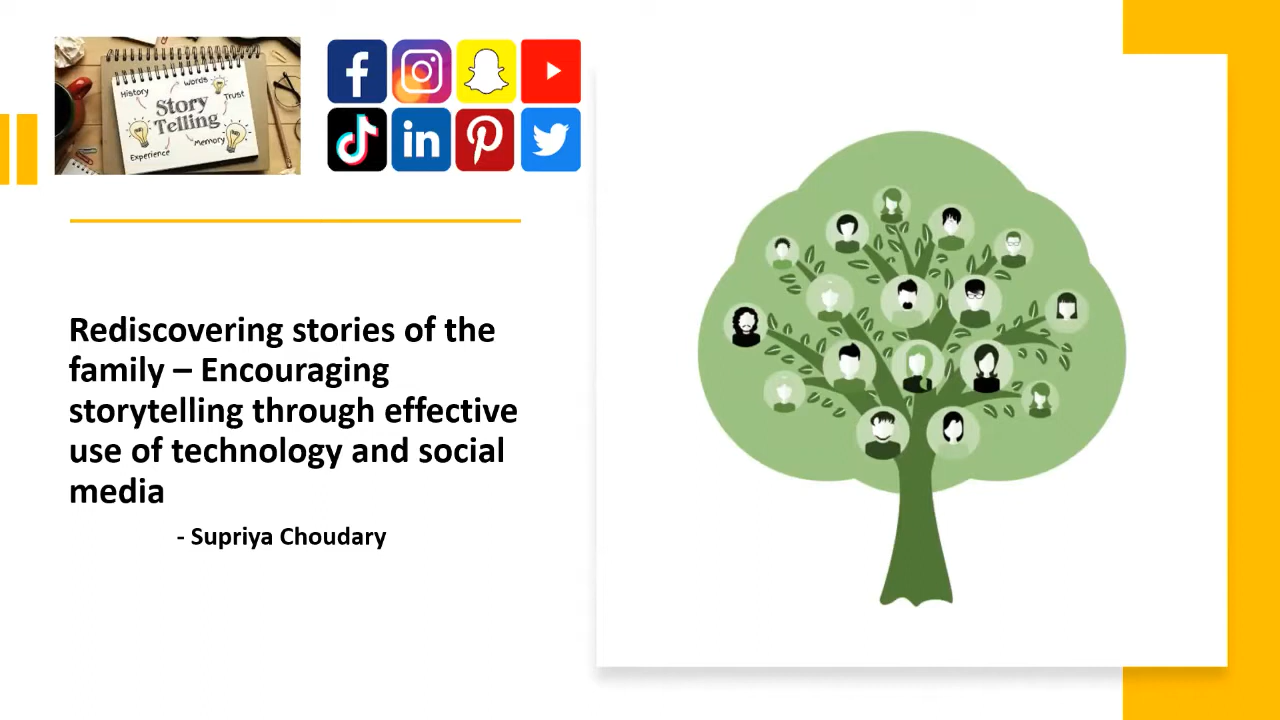 History
words
Trust
Story
Telling
Experience
Memory
in
Rediscovering stories of the
family – Encouraging
storytelling through effective
use of technology and social
media
- Supriya Choudary